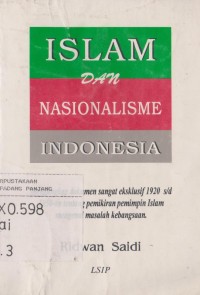 ISLAM
DAN
NASIONALISME
INDONESIA
PERPUSTAKAAN
PADANG PANJANG
X0.598
ai
.3
men sangat eksklusif 1920 s/d
pemikiran pemimpin Islam
masalah kebangsaan.
Ridwan Saidi
LSIP